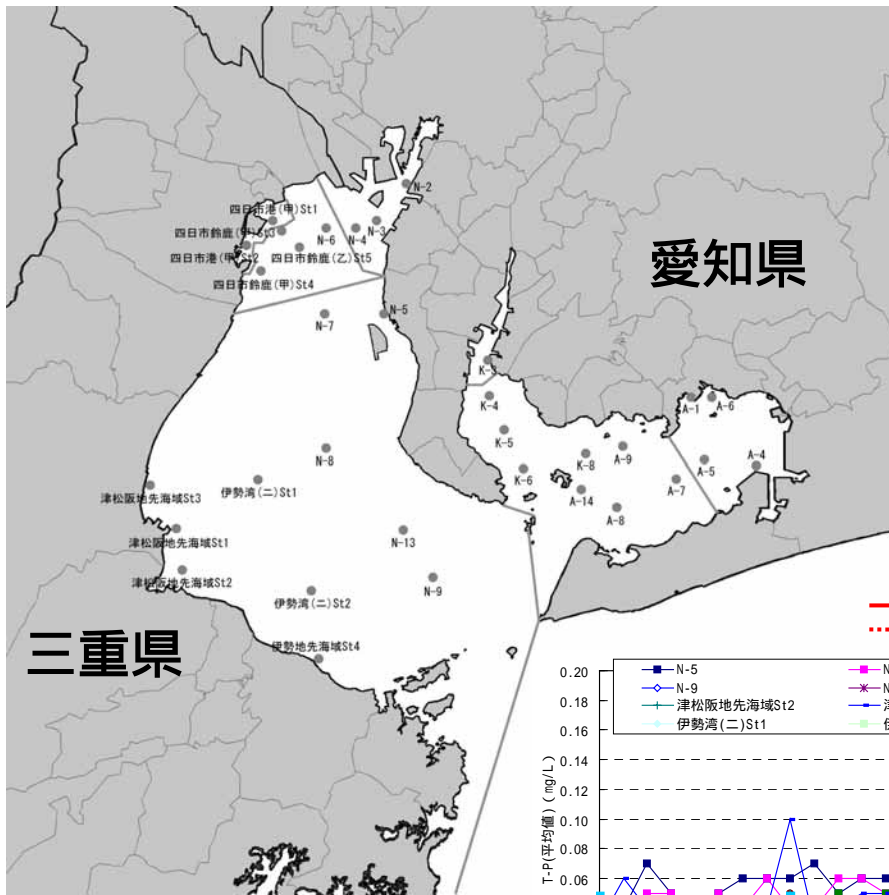 N-2
四日市港(甲)St1
四日市鈴鹿(甲)St3
N-6
N-4
N-3
四日市港(甲)St2
四日市鈴鹿(乙)St5
四日市鈴鹿(甲)St4
愛知県
N-7
N-5
K-3
K-4
A-1
A-6
K-5
N-8
K-8
A-9
A-5
A-4
K-6
津松阪地先海域St3
伊勢湾(二)St1
A-14
A-7
A-8
津松阪地先海域St1
N-13
津松阪地先海域St2
N-9
伊勢湾(二)St2
三重県
伊勢地先海域St4
0.20
N-5
N
0.18
N-9
N
0.16
津松阪地先海域St2
津
伊勢湾(二)St1
伊
0.14
0.12
0.10
0.08
0.06
T-P(平均値)(mg/L)